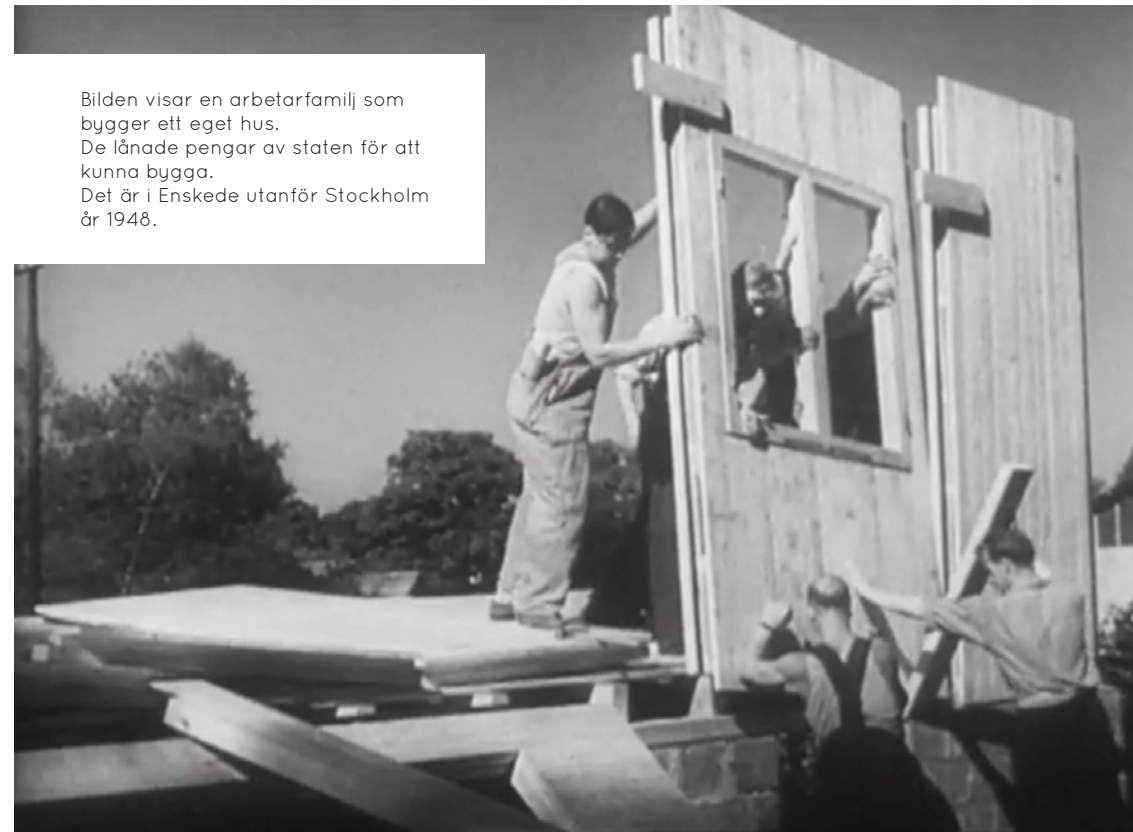 Bilden visar en arbetarfamilj som
bygger ett eget hus.
De lånade pengar av staten för att
kunna bygga.
Det är i Enskede utanför Stockholm
år 1948.